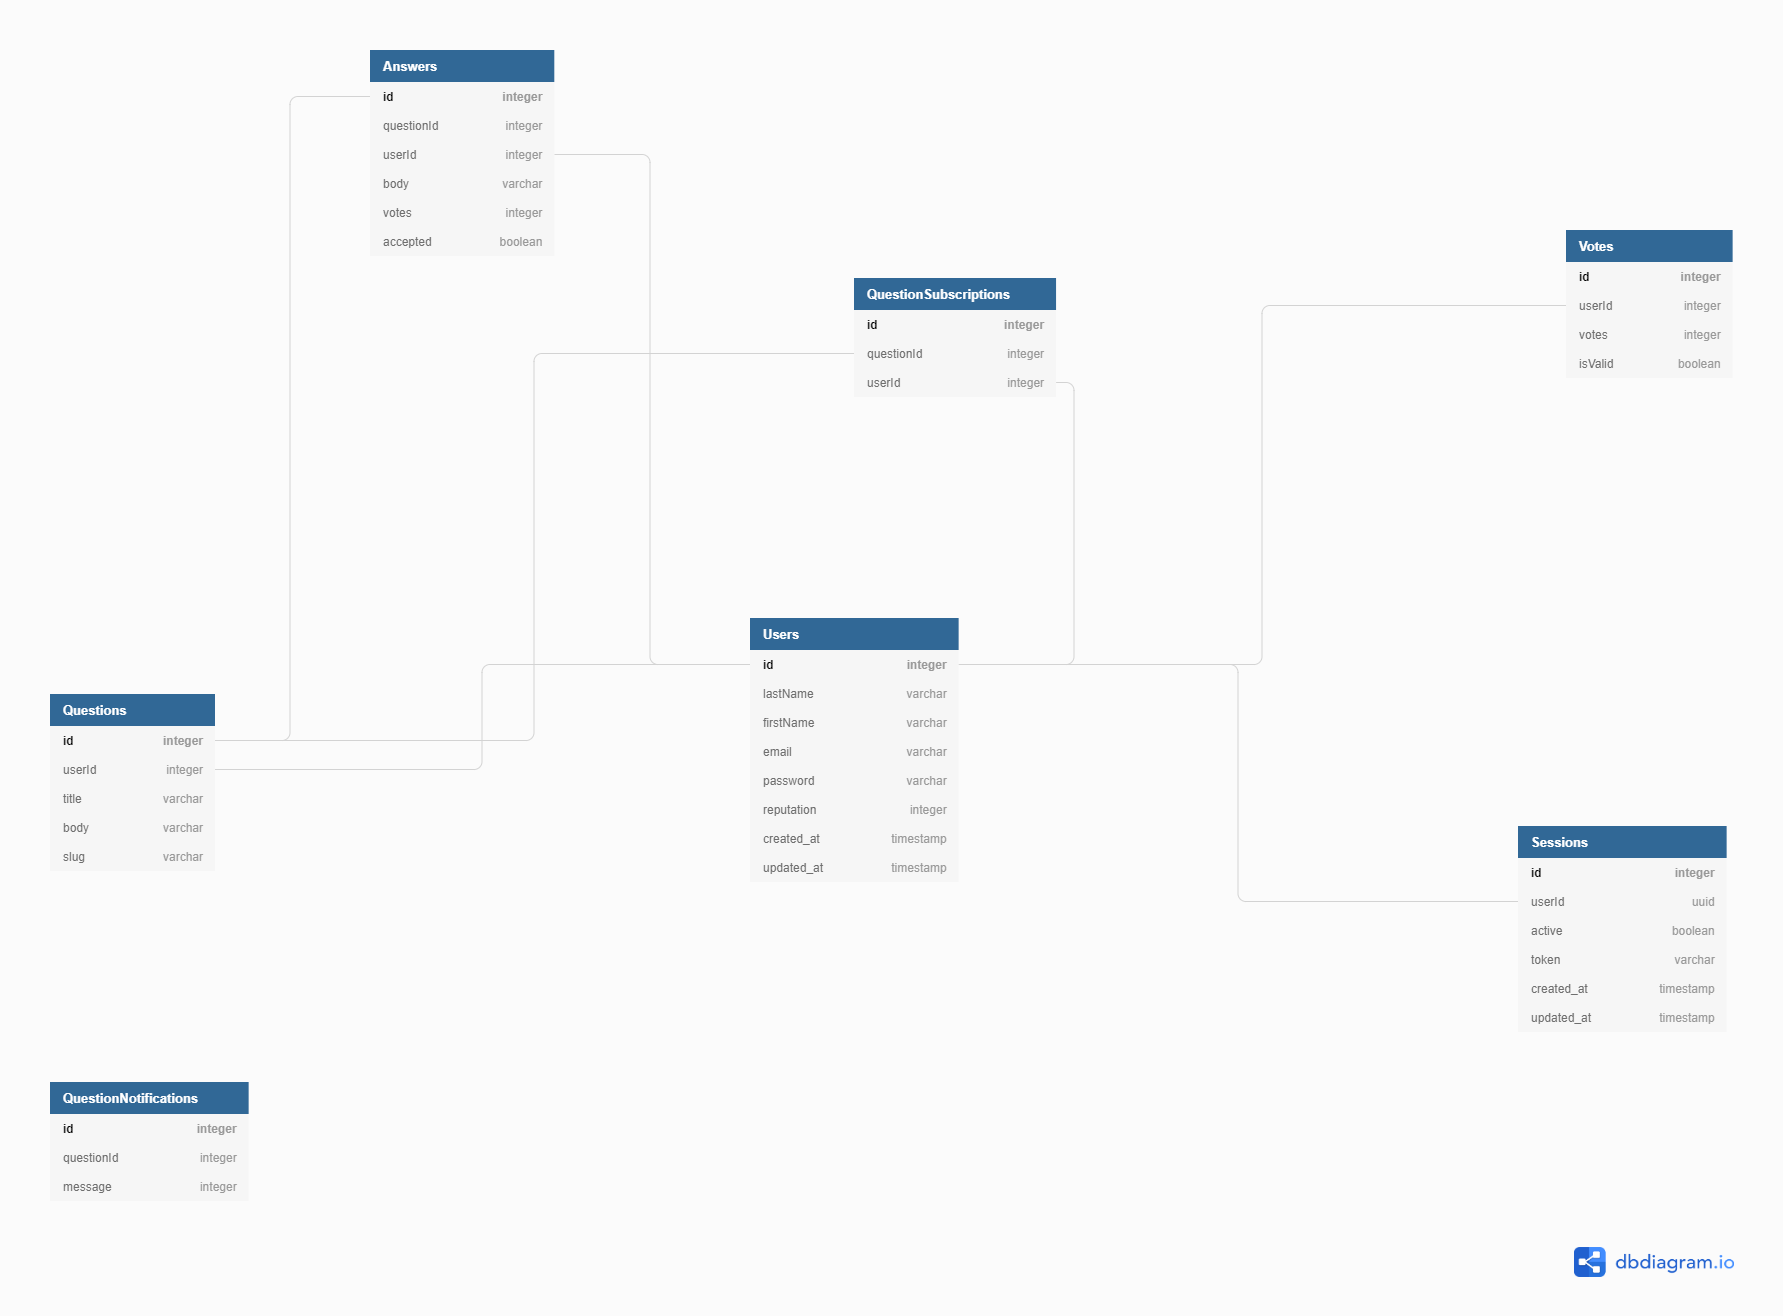 Answers
id integer
questionId integer
userId integer
body varchar
votes integer
accepted boolean
Votes
id integer
userId integer
votes integer
isValid boolean
QuestionSubscriptions
id integer
questionId integer
userId integer
Users
id integer
lastName varchar
firstName varchar
email varchar
password varchar
reputation integer
created_at timestamp
updated_at timestamp
Questions
id integer
userId integer
title varchar
body varchar
slug varchar
Sessions
id integer
userId uuid
active boolean
token varchar
created_at timestamp
updated_at timestamp
QuestionNotifications
id integer
questionId integer
message integer
dbdiagram.io